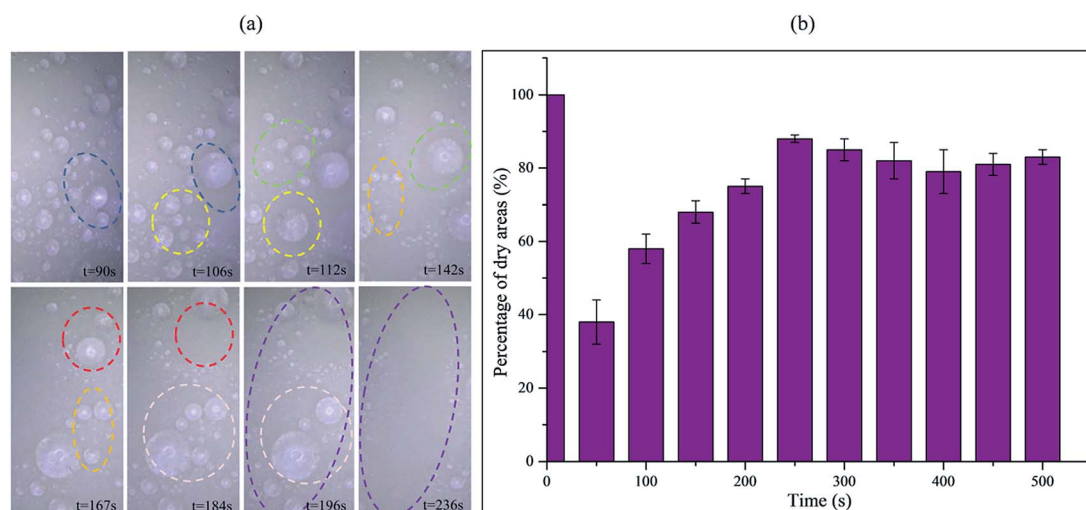 (a)
(b)
t=90s
t=106s
t=112s
t=142s
t=167s
t=184s
t=196s
t=236s
Percentage of dry areas (%)
100
80
60
40
20
0
0
100
200
300
400
500
Time (s)